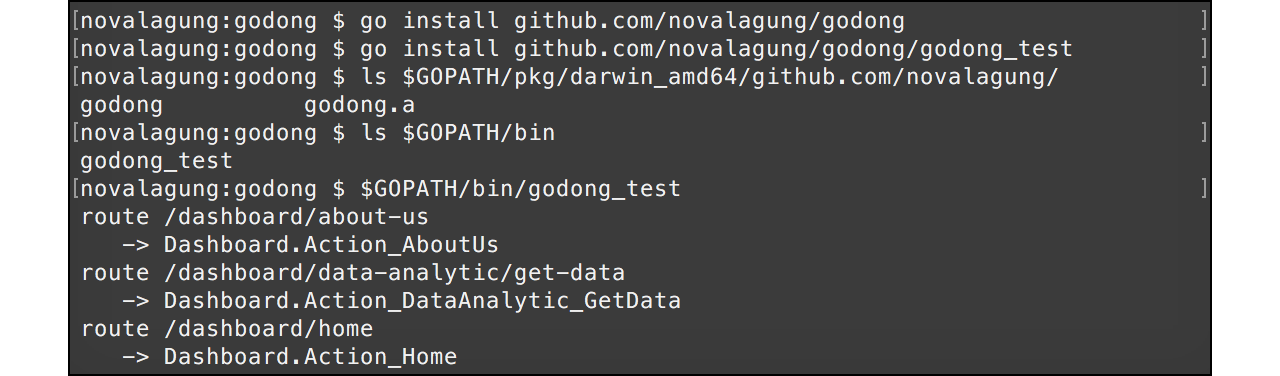 [novalagung:godong $ go install github.com/novalagung/godong ]
[novalagung:godong $ go install github.com/novalagung/godong/godong_test ]
[novalagung:godong $ ls $GOPATH/pkg/darwin_amd64/github.com/novalagung/ ]
godong godong.a
[novalagung:godong $ ls $GOPATH/bin ]
godong_test
[novalagung:godong $ $GOPATH/bin/godong_test ]
route /dashboard/about-us
-> Dashboard.Action_AboutUs
route /dashboard/data-analytic/get-data
-> Dashboard.Action_DataAnalytic_GetData
route /dashboard/home
-> Dashboard.Action_Home